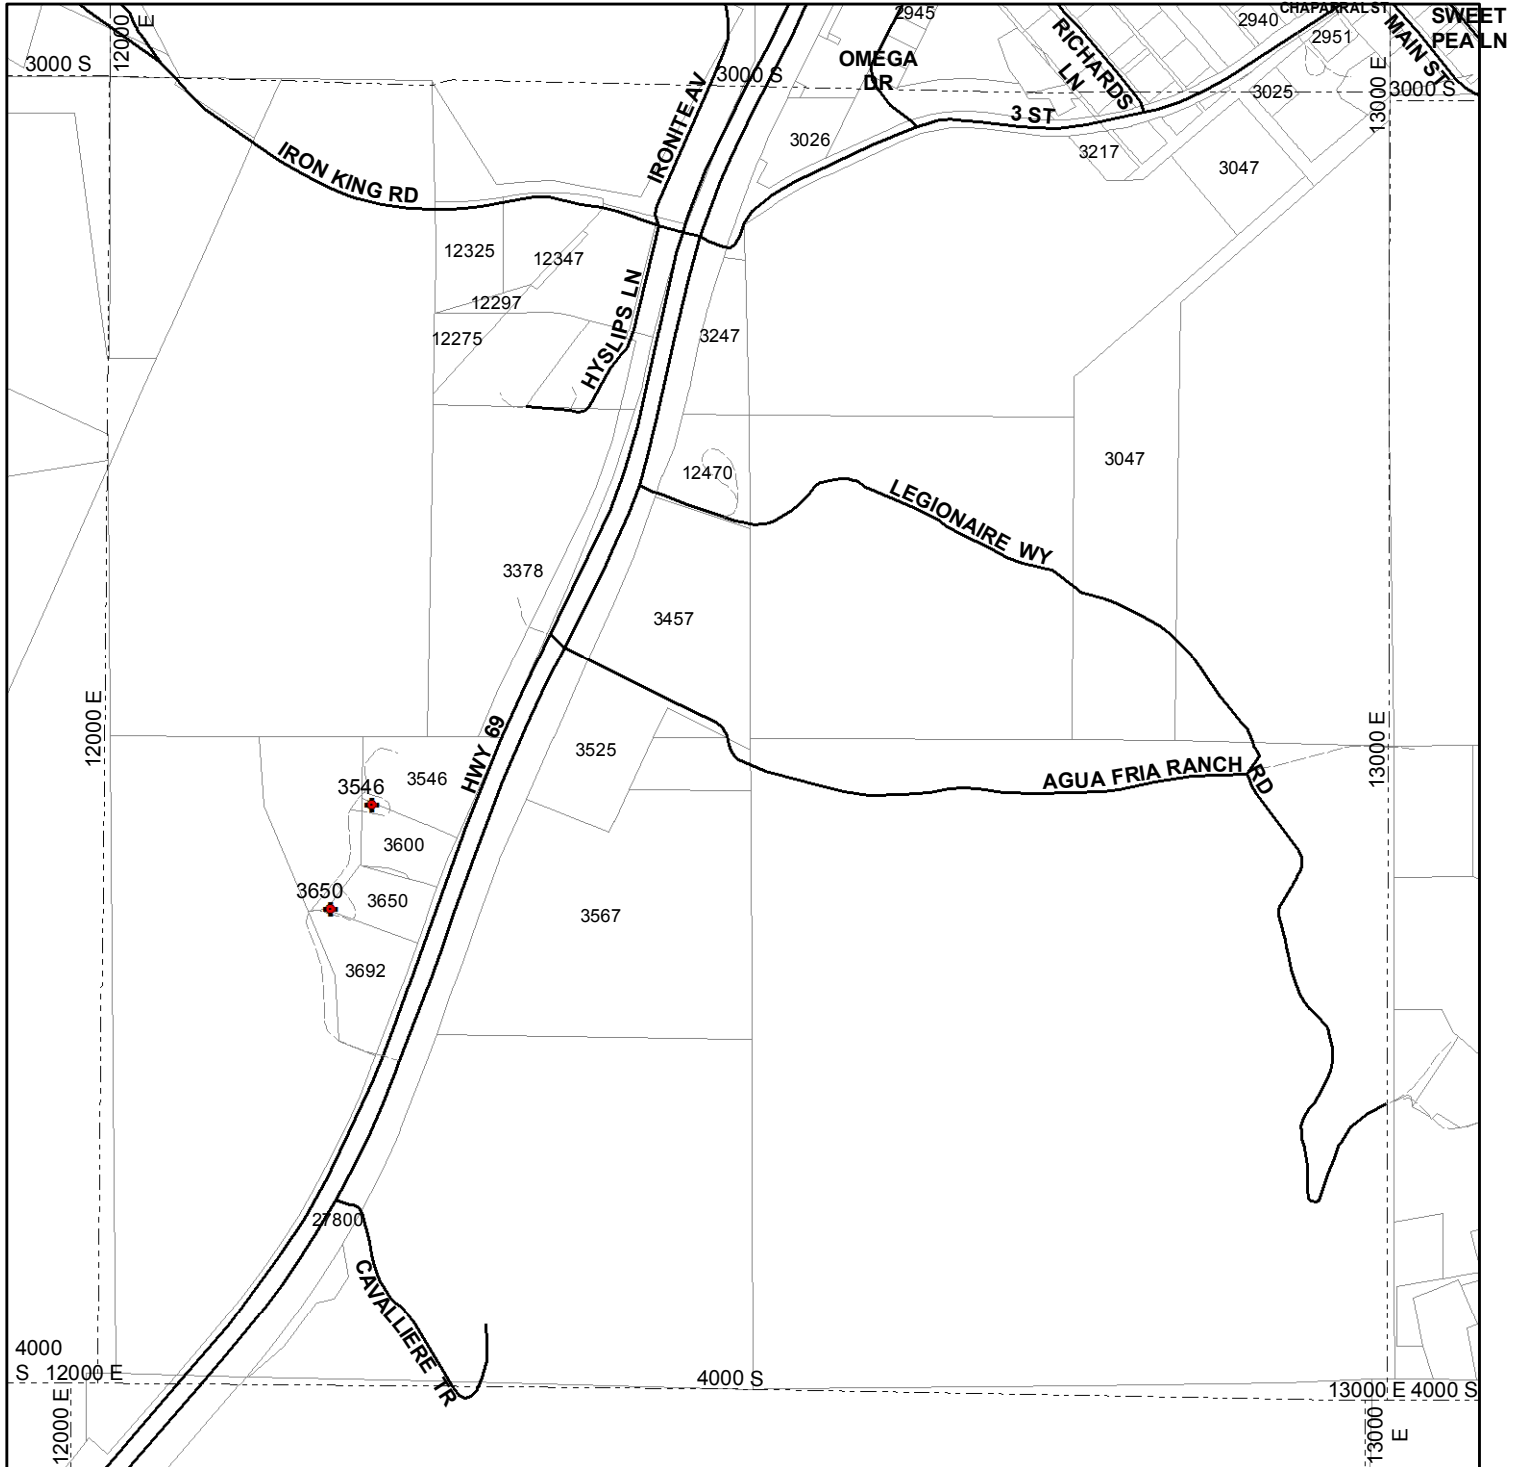 12000
E
2945
2940
CHAPARRAL ST
2951
MAIN ST
SWEET
PEA LN
3000 S
OMEGA
DR
RICHARDS
LN
3000 S
3025
13000 E
3000 S
IRONITE AV
3 ST
3026
3217
3047
IRON KING RD
12325
12347
12297
12275
HYSLIPS LN
3247
12470
3047
LEGIONAIRE WY
3378
3457
12000 E
HWY 69
3525
13000 E
3546
3546
AGUA FRIA RANCH RD
3600
3650
3650
3567
3692
27800
CAVALLIERE TR
4000
S
12000 E
4000 S
13000 E
4000 S
12000 E
13000
E